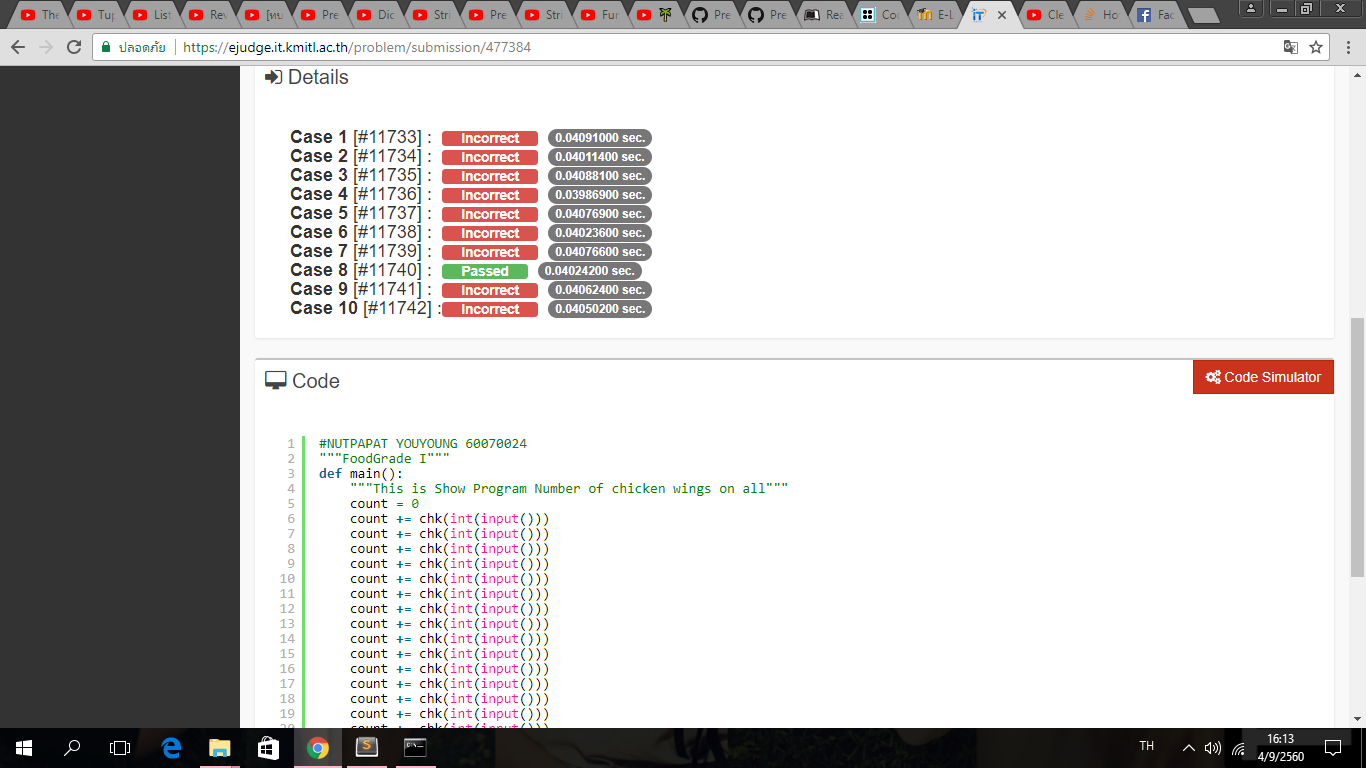 The
Tup
List
Rev
[ทบ
Pre
Dic
Stri
Pre
Stri
Fur
Pre
Pre
Rea
Coo
E-L
Cle
Ho
Fac
ปลอดภัย https://ejudge.it.kmitl.ac.th/problem/submission/477384
Details
Case 1 [#11733] : Incorrect 0.04091000 sec.
Case 2 [#11734] : Incorrect 0.04011400 sec.
Case 3 [#11735] : Incorrect 0.04088100 sec.
Case 4 [#11736] : Incorrect 0.03986900 sec.
Case 5 [#11737] : Incorrect 0.04076900 sec.
Case 6 [#11738] : Incorrect 0.04023600 sec.
Case 7 [#11739] : Incorrect 0.04076600 sec.
Case 8 [#11740] : Passed 0.04024200 sec.
Case 9 [#11741] : Incorrect 0.04062400 sec.
Case 10 [#11742] : Incorrect 0.04050200 sec.
Code
Code Simulator
1 #NUTPAPAT YOUYOUNG 60070024
2 """FoodGrade I"""
3 def main():
4 """This is Show Program Number of chicken wings on all"""
5 count = 0
6 count += chk(int(input()))
7 count += chk(int(input()))
8 count += chk(int(input()))
9 count += chk(int(input()))
10 count += chk(int(input()))
11 count += chk(int(input()))
12 count += chk(int(input()))
13 count += chk(int(input()))
14 count += chk(int(input()))
15 count += chk(int(input()))
16 count += chk(int(input()))
17 count += chk(int(input()))
18 count += chk(int(input()))
19 count += chk(int(input()))
TH
16:13
4/9/2560